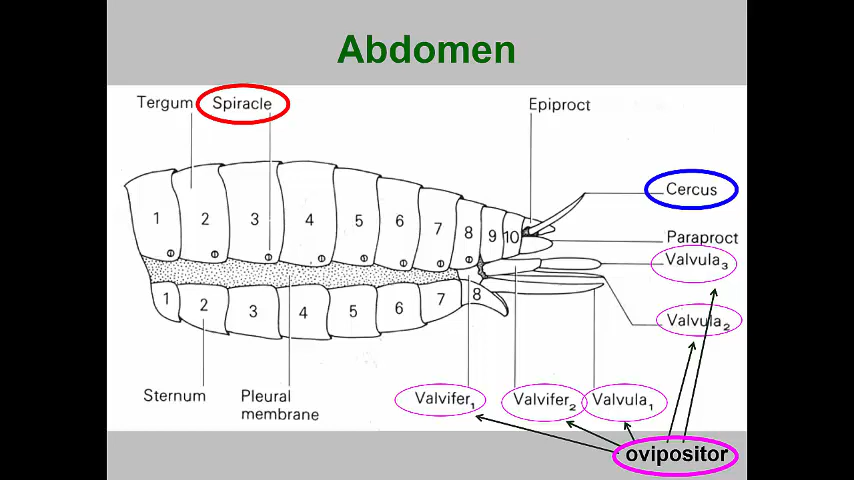 Abdomen
Tergum Spiracle Epiproct
Cercus
1 2 3 4 5 6 7 8 9 10
Paraproct
Valvula3
1 2 3 4 5 6 7 8
Valvula2
Sternum Pleural membrane Valvifer1 Valvifer2 Valvula1
ovipositor